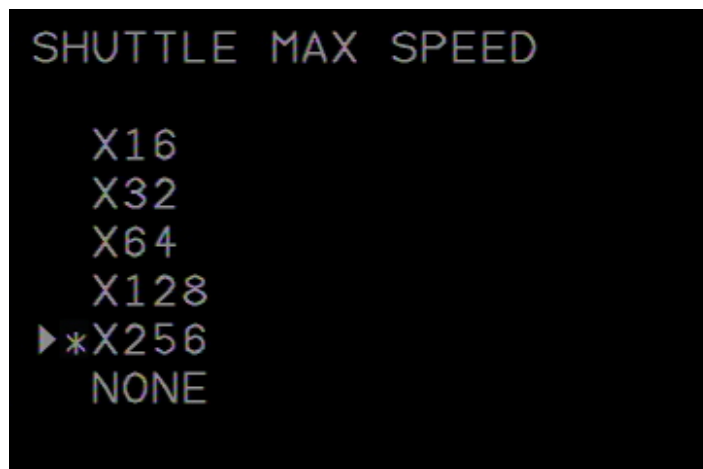 SHUTTLE MAX SPEED
X16
X32
X64
X128
▶*X256
NONE